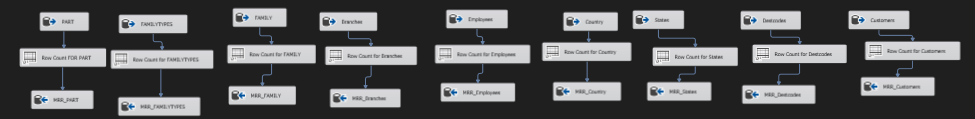 PART
FAMILYTYPES
FAMILY
Branches
Employees
Country
States
Destcodes
Customers
Row Count FOR PART
Row Count for FAMILYTYPES
Row Count for FAMILY
Row Count for Branches
Row Count for Employees
Row Count for Country
Row Count for States
Row Count for Destcodes
Row Count for Customers
MRR_PART
MRR_FAMILYTYPES
MRR_FAMILY
MRR_Branches
MRR_Employees
MRR_Country
MRR_States
MRR_Destcodes
MRR_Customers